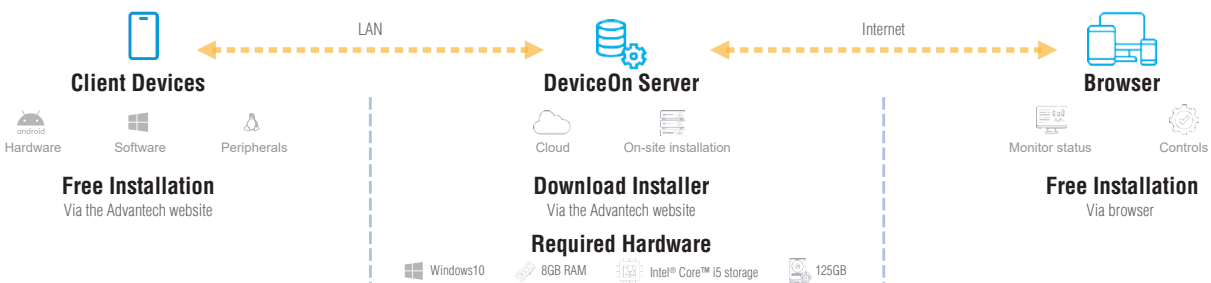 LAN
Internet
Client Devices
DeviceOn Server
Browser
android
Hardware
Software
Peripherals
Cloud
On-site installation
Monitor status
Controls
Free Installation
Via the Advantech website
Download Installer
Via the Advantech website
Free Installation
Via browser
Required Hardware
Windows10
8GB RAM
Intel® Core™ i5 storage
125GB